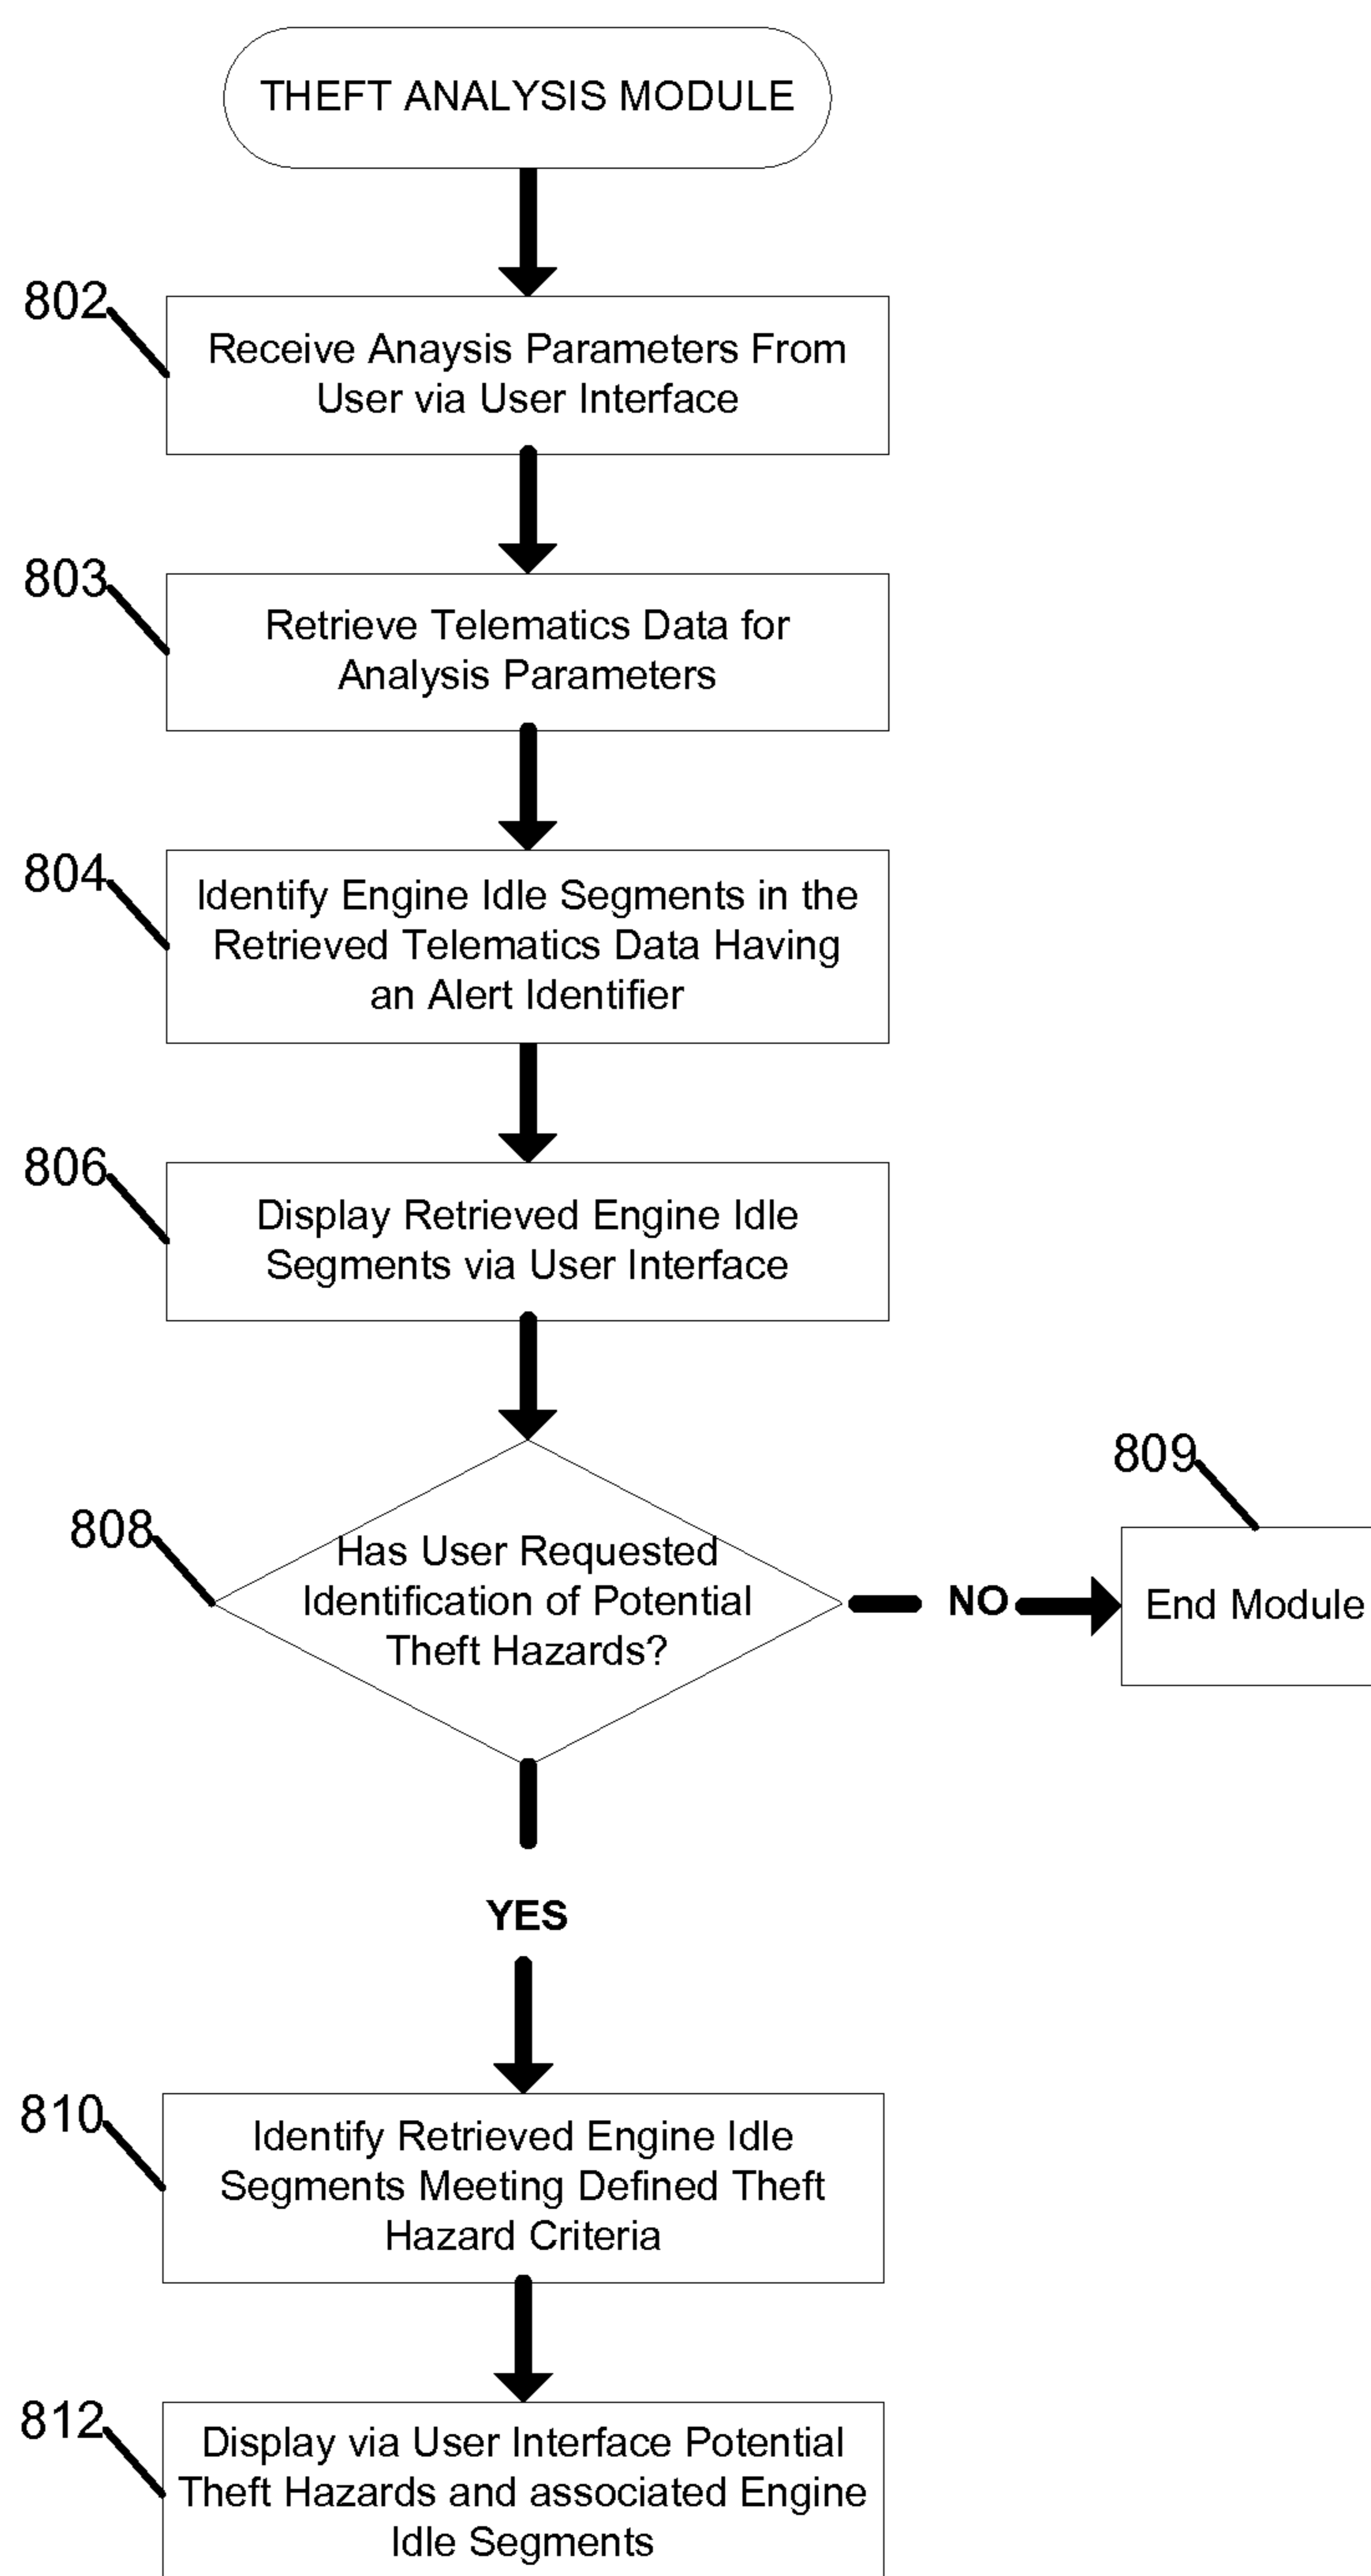 THEFT ANALYSIS MODULE
802
Receive Anaysis Parameters From
User via User Interface
803
Retrieve Telematics Data for
Analysis Parameters
804
Identify Engine Idle Segments in the
Retrieved Telematics Data Having
an Alert Identifier
806
Display Retrieved Engine Idle
Segments via User Interface
808
Has User Requested
Identification of Potential
Theft Hazards?
NO
809
End Module
YES
810
Identify Retrieved Engine Idle
Segments Meeting Defined Theft
Hazard Criteria
812
Display via User Interface Potential
Theft Hazards and associated Engine
Idle Segments